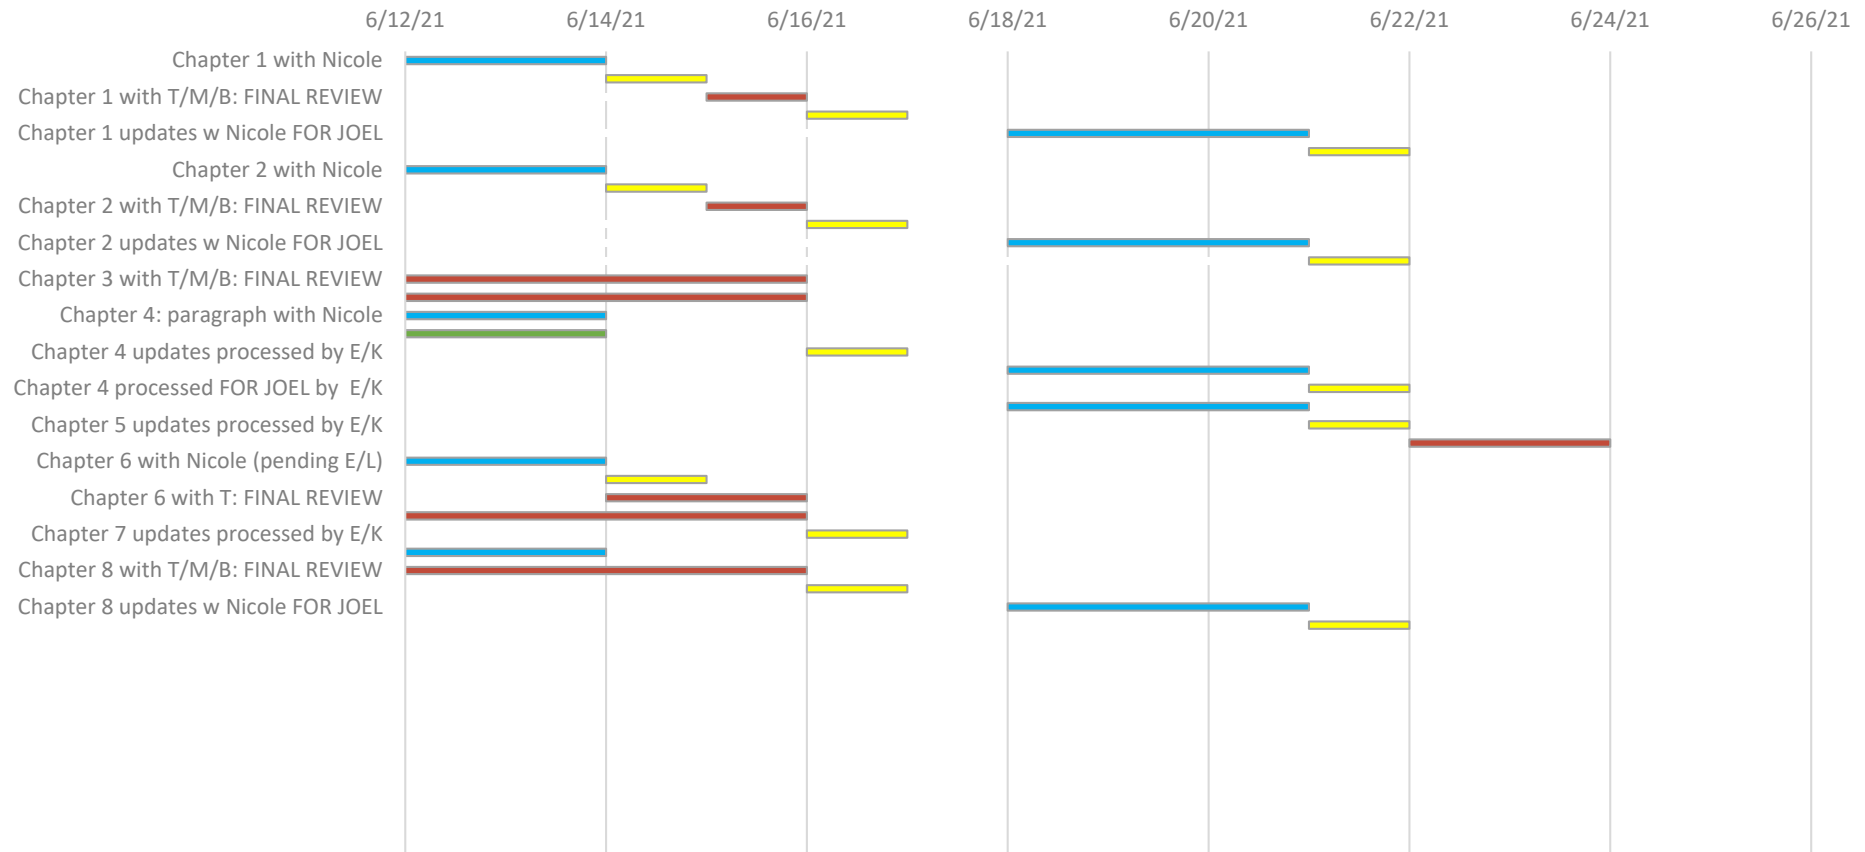 6/12/21 6/14/21 6/16/21 6/18/21 6/20/21 6/22/21 6/24/21 6/26/21
Chapter 1 with Nicole
Chapter 1 with T/M/B: FINAL REVIEW
Chapter 1 updates w Nicole FOR JOEL
Chapter 2 with Nicole
Chapter 2 with T/M/B: FINAL REVIEW
Chapter 2 updates w Nicole FOR JOEL
Chapter 3 with T/M/B: FINAL REVIEW
Chapter 4: paragraph with Nicole
Chapter 4 updates processed by E/K
Chapter 4 processed FOR JOEL by  E/K
Chapter 5 updates processed by E/K
Chapter 6 with Nicole (pending E/L)
Chapter 6 with T: FINAL REVIEW
Chapter 7 updates processed by E/K
Chapter 8 with T/M/B: FINAL REVIEW
Chapter 8 updates w Nicole FOR JOEL